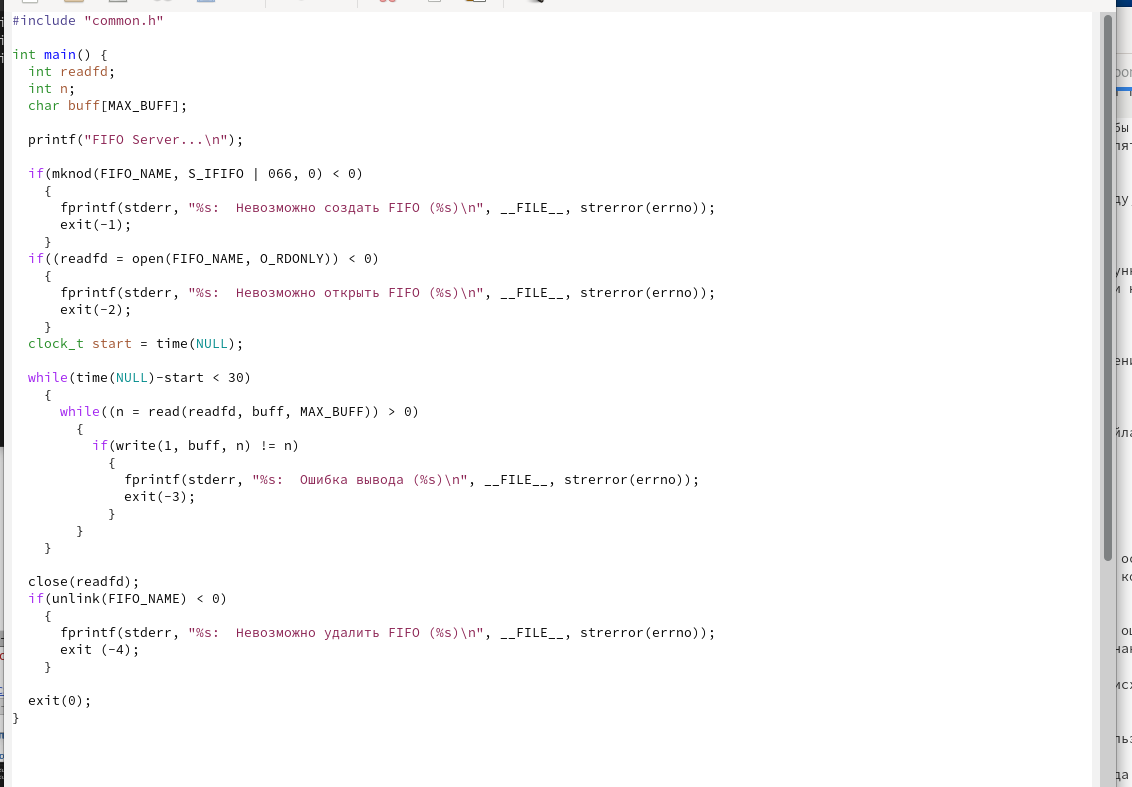 #include "common.h"

int main() {
  int readfd;
  int n;
  char buff[MAX_BUFF];

  printf("FIFO Server...\n");

  if(mknod(FIFO_NAME, S_IFIFO | 066, 0) < 0)
    {
      fprintf(stderr, "%s:  Невозможно создать FIFO (%s)\n", __FILE__, strerror(errno));
      exit(-1);
    }
  if((readfd = open(FIFO_NAME, O_RDONLY)) < 0)
    {
      fprintf(stderr, "%s:  Невозможно открыть FIFO (%s)\n", __FILE__, strerror(errno));
      exit(-2);
    }
  clock_t start = time(NULL);

  while(time(NULL)-start < 30)
    {
      while((n = read(readfd, buff, MAX_BUFF)) > 0)
        {
          if(write(1, buff, n) != n)
            {
              fprintf(stderr, "%s:  Ошибка вывода (%s)\n", __FILE__, strerror(errno));
              exit(-3);
            }
        }
    }

  close(readfd);
  if(unlink(FIFO_NAME) < 0)
    {
      fprintf(stderr, "%s:  Невозможно удалить FIFO (%s)\n", __FILE__, strerror(errno));
      exit (-4);
    }

  exit(0);
}